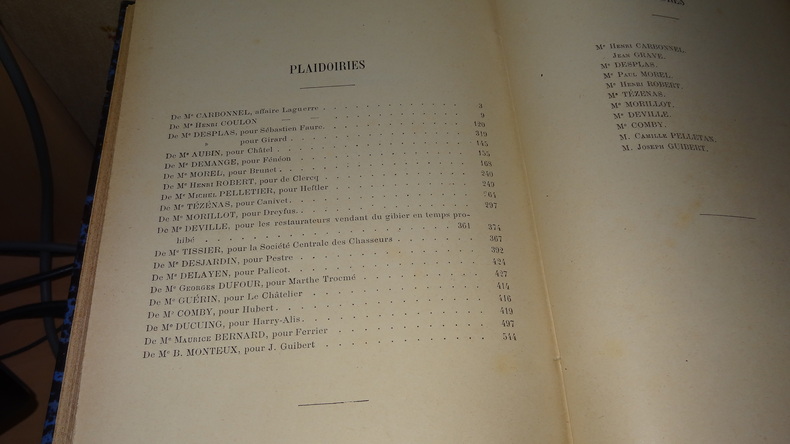 PLAIDOIRIES
De Mᵉ CARBONNEL, affaire Laguerre . . . . . . . . . 3
De Mᵉ HENRI COULON — — . . . . . . . . . 9
De Mᵉ DESPLAS, pour Sébastien Faure. . . . . . . . . 120
» pour Girard . . . . . . . . . 319
De Mᵉ AUBIN, pour Châtel . . . . . . . . . 145
De Mᵉ DEMANGE, pour Fénéon . . . . . . . . . 155
De Mᵉ MOREL, pour Brunet . . . . . . . . . 168
De Mᵉ HENRI ROBERT, pour de Clercq . . . . . . . . . 240
De Mᵉ MICHEL PELLETIER, pour Heftler . . . . . . . . . 249
De Mᵉ TÉZENAS, pour Canivet. . . . . . . . . 264
De Mᵉ MORILLOT, pour Dreyfus. . . . . . . . . 297
De Mᵉ DEVILLE, pour les restaurateurs vendant du gibier en temps pro-
hibé . . . . . . . . . 361 374
De Mᵉ TISSIER, pour la Société Centrale des Chasseurs . . . . . . . . . 367
De Mᵉ DESJARDIN, pour Pestre . . . . . . . . . 392
De Mᵉ DELAYEN, pour Palicot. . . . . . . . . 424
De Mᵉ GEORGES DUFOUR, pour Marthe Trocmé . . . . . . . . . 427
De Mᵉ GUÉRIN, pour Le Châtelier . . . . . . . . . 414
De Mᵉ COMBY, pour Hubert. . . . . . . . . 416
De Mᵉ DUCUING, pour Harry-Alis. . . . . . . . . 419
De Mᵉ MAURICE BERNARD, pour Ferrier . . . . . . . . . 497
De Mᵉ B. MONTEUX, pour J. Guibert . . . . . . . . . 544
Mᵉ HENRI CARBONNEL.
JEAN GRAVE.
Mᵉ DESPLAS.
Mᵉ PAUL MOREL.
Mᵉ HENRI ROBERT.
Mᵉ TÉZENAS.
Mᵉ MORILLOT.
Mᵉ DEVILLE.
Mᵉ COMBY.
M. CAMILLE PELLETAN.
M. JOSEPH GUIBERT.